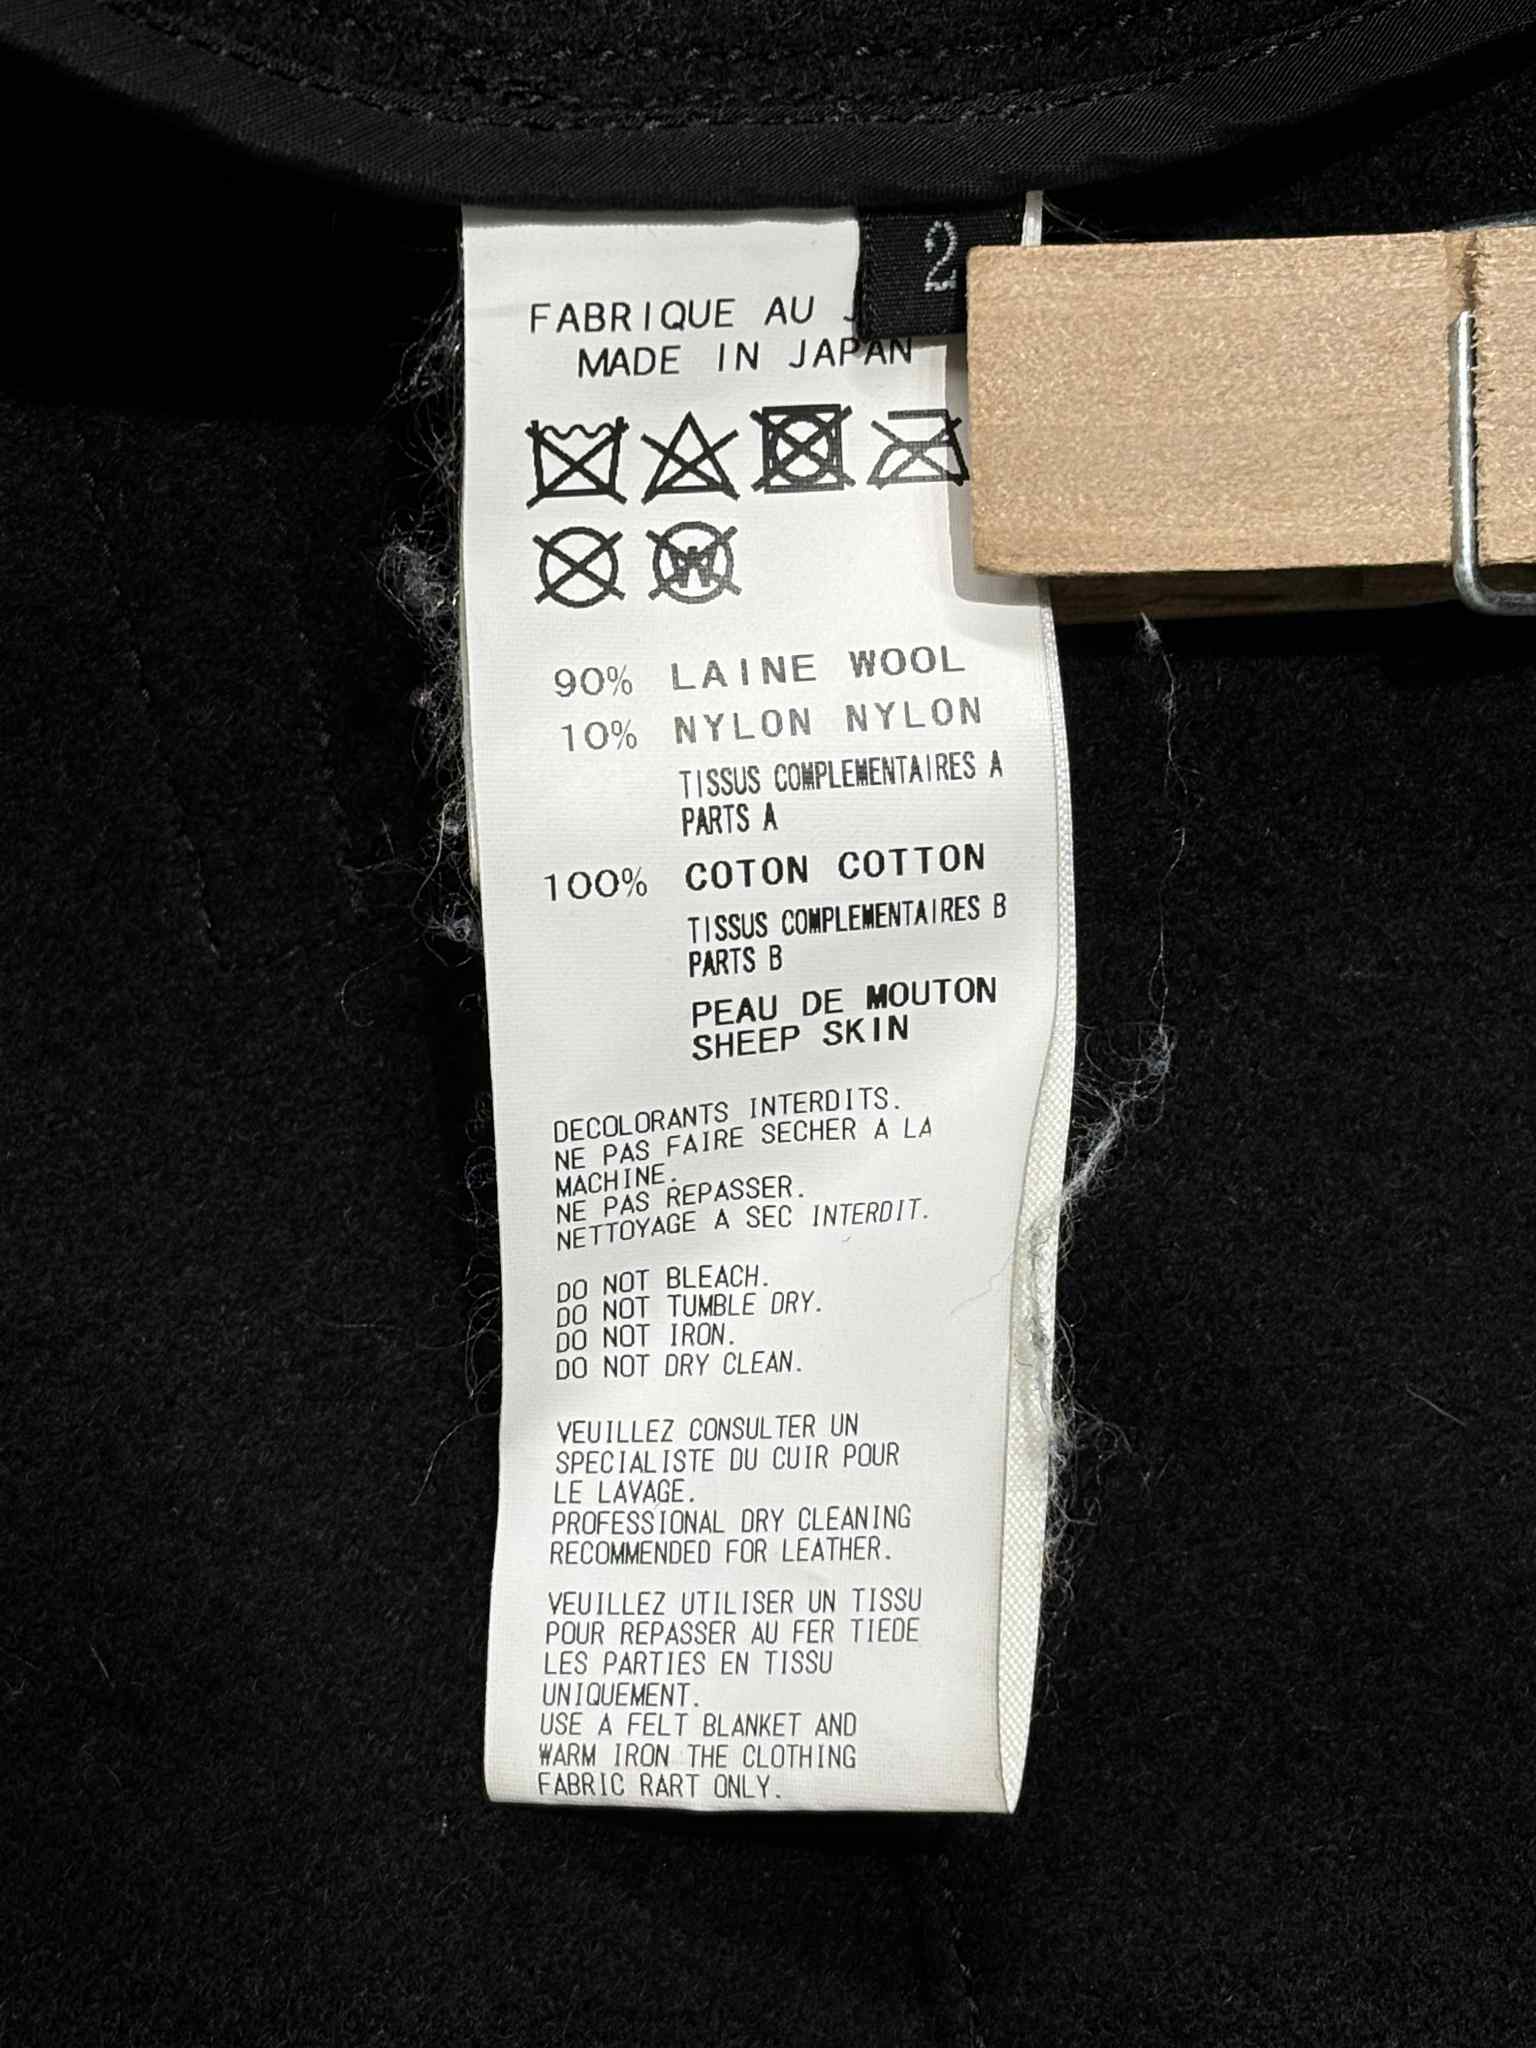 2
FABRIQUE AU
MADE IN JAPAN
W
90% LAINE WOOL
10% NYLON NYLON
TISSUS COMPLEMENTAIRES A
PARTS A
100% COTON COTTON
TISSUS COMPLEMENTAIRES B
PARTS B
PEAU DE MOUTON
SHEEP SKIN
DECOLORANTS INTERDITS.
NE PAS FAIRE SECHER A LA
MACHINE.
NE PAS REPASSER.
NETTOYAGE A SEC INTERDIT.
DO NOT BLEACH.
DO NOT TUMBLE DRY.
DO NOT IRON.
DO NOT DRY CLEAN.
VEUILLEZ CONSULTER UN
SPECIALISTE DU CUIR POUR
LE LAVAGE.
PROFESSIONAL DRY CLEANING
RECOMMENDED FOR LEATHER.
VEUILLEZ UTILISER UN TISSU
POUR REPASSER AU FER TIEDE
LES PARTIES EN TISSU
UNIQUEMENT.
USE A FELT BLANKET AND
WARM IRON THE CLOTHING
FABRIC RART ONLY.